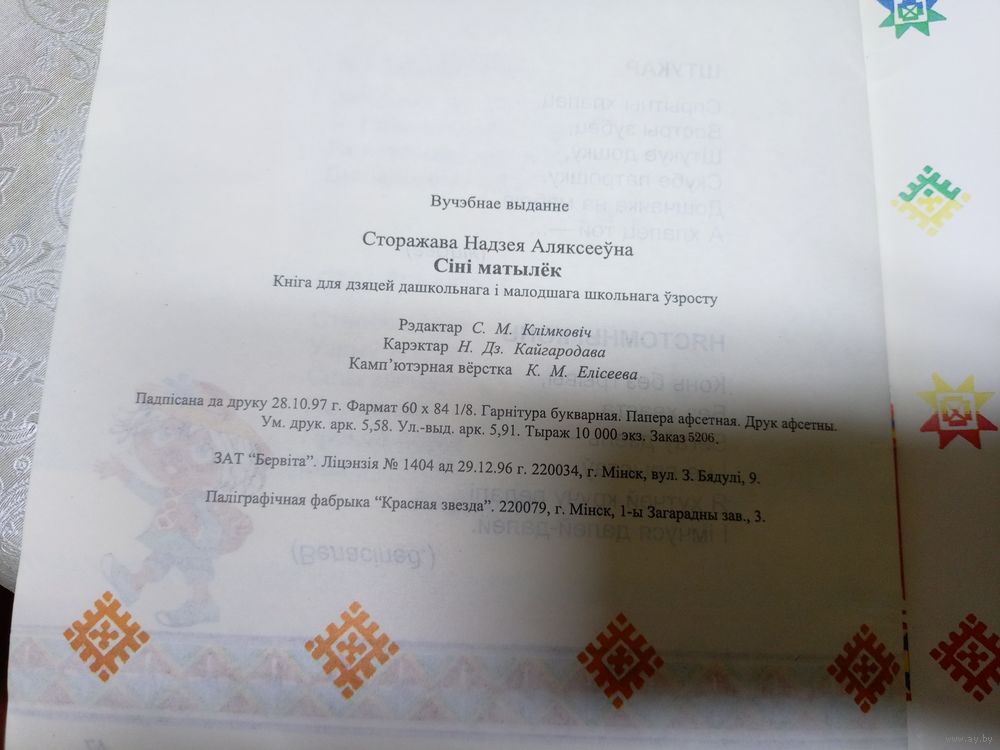 Вучэбнае выданне
Сторажава Надзея Аляксееўна
Сіні матылёк
Кніга для дзяцей дашкольнага і малодшага школьнага ўзросту
Рэдактар С. М. Клімковіч
Карэктар Н. Дз. Кайгародава
Камп’ютэрная вёрстка К. М. Елісеева
Падпісана да друку 28.10.97 г. Фармат 60 х 84 1/8. Гарнітура букварная. Папера афсетная. Друк афсетны.
Ум. друк. арк. 5,58. Ул.-выд. арк. 5,91. Тыраж 10 000 экз. Заказ 5206.
ЗАТ “Бервіта”. Ліцэнзія № 1404 ад 29.12.96 г. 220034, г. Мінск, вул. З. Бядулі, 9.
Паліграфічная фабрыка “Красная звезда”. 220079, г. Мінск, 1-ы Загарадны зав., 3.
www.ay.by